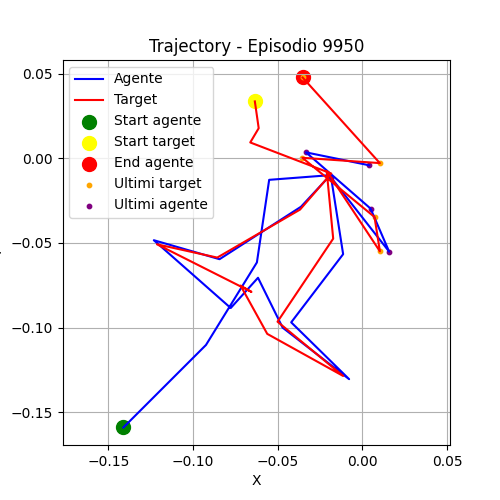 Trajectory - Episodio 9950
Agente
Target
Start agente
Start target
End agente
Ultimi target
Ultimi agente
0.05
0.00
−0.05
−0.10
−0.15
−0.15
−0.10
−0.05
0.00
0.05
X